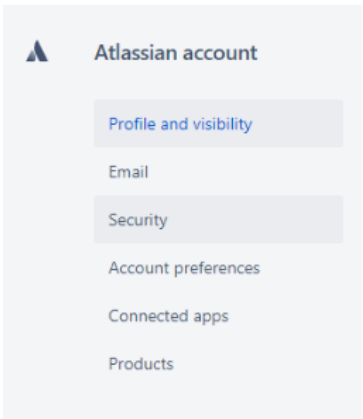 Atlassian account
Profile and visibility
Email
Security
Account preferences
Connected apps
Products